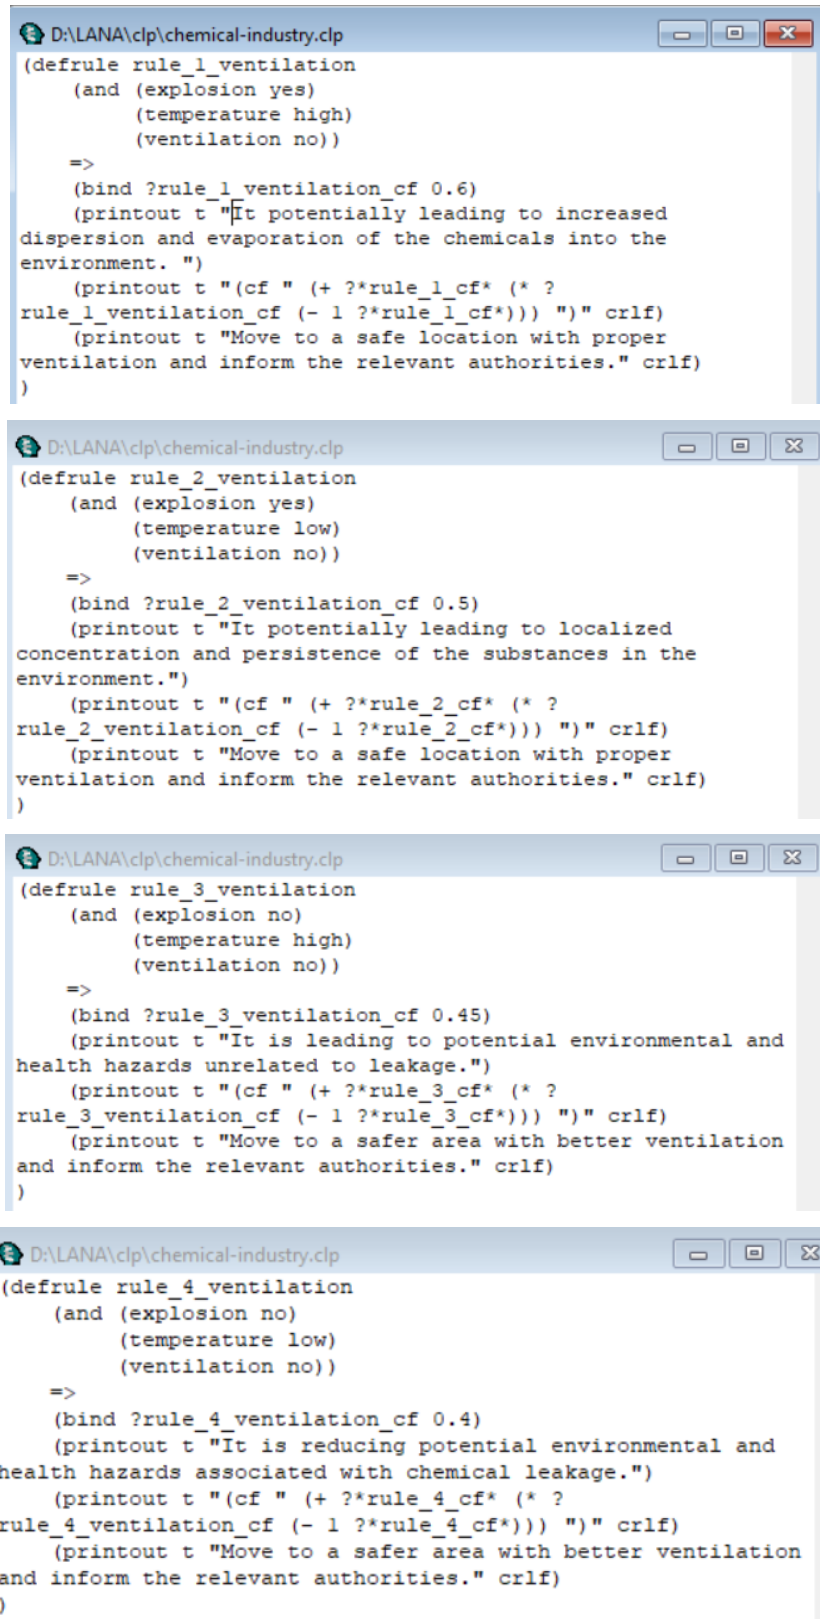 D:\LANA\clp\chemical-industry.clp
(defrule rule_1_ventilation
    (and (explosion yes)
         (temperature high)
         (ventilation no))
    =>
    (bind ?rule_1_ventilation_cf 0.6)
    (printout t "It potentially leading to increased
dispersion and evaporation of the chemicals into the
environment. ")
    (printout t "(cf " (+ ?*rule_1_cf* (* ?
rule_1_ventilation_cf (- 1 ?*rule_1_cf*))) ")" crlf)
    (printout t "Move to a safe location with proper
ventilation and inform the relevant authorities." crlf)
)
D:\LANA\clp\chemical-industry.clp
(defrule rule_2_ventilation
    (and (explosion yes)
         (temperature low)
         (ventilation no))
    =>
    (bind ?rule_2_ventilation_cf 0.5)
    (printout t "It potentially leading to localized
concentration and persistence of the substances in the
environment.")
    (printout t "(cf " (+ ?*rule_2_cf* (* ?
rule_2_ventilation_cf (- 1 ?*rule_2_cf*))) ")" crlf)
    (printout t "Move to a safe location with proper
ventilation and inform the relevant authorities." crlf)
)
D:\LANA\clp\chemical-industry.clp
(defrule rule_3_ventilation
    (and (explosion no)
         (temperature high)
         (ventilation no))
    =>
    (bind ?rule_3_ventilation_cf 0.45)
    (printout t "It is leading to potential environmental and
health hazards unrelated to leakage.")
    (printout t "(cf " (+ ?*rule_3_cf* (* ?
rule_3_ventilation_cf (- 1 ?*rule_3_cf*))) ")" crlf)
    (printout t "Move to a safer area with better ventilation
and inform the relevant authorities." crlf)
)
D:\LANA\clp\chemical-industry.clp
(defrule rule_4_ventilation
    (and (explosion no)
         (temperature low)
         (ventilation no))
    =>
    (bind ?rule_4_ventilation_cf 0.4)
    (printout t "It is reducing potential environmental and
health hazards associated with chemical leakage.")
    (printout t "(cf " (+ ?*rule_4_cf* (* ?
rule_4_ventilation_cf (- 1 ?*rule_4_cf*))) ")" crlf)
    (printout t "Move to a safer area with better ventilation
and inform the relevant authorities." crlf)
)